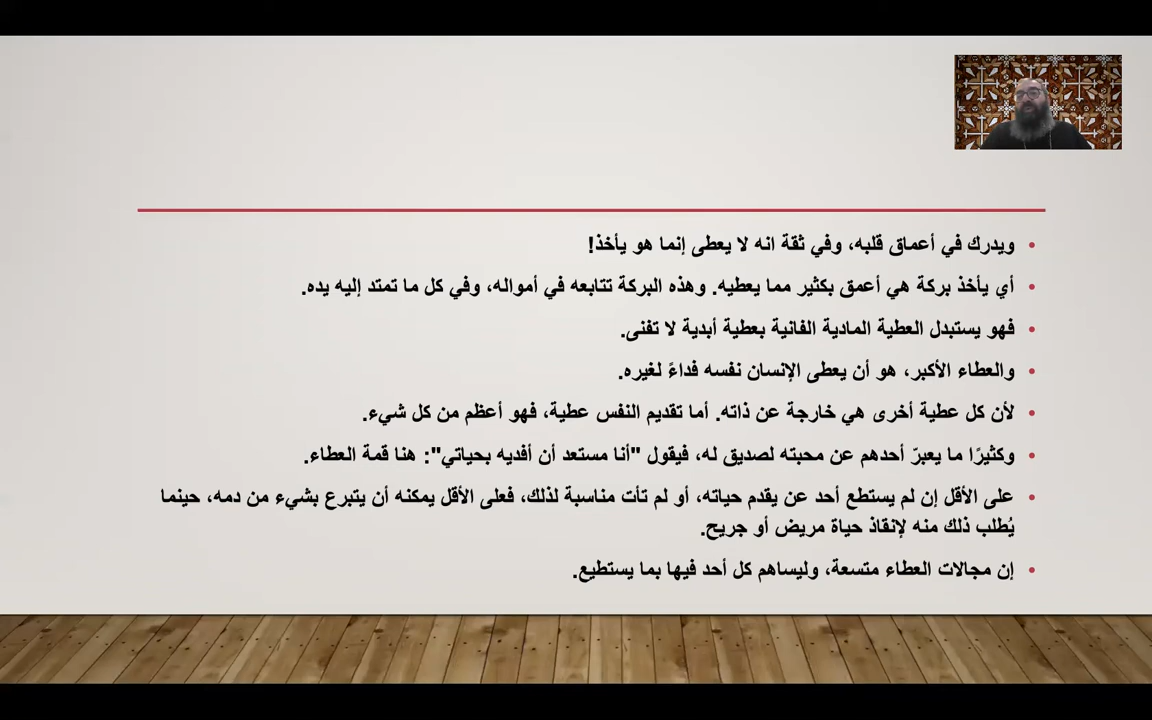 ويدرك في أعماق قلبه، وفي ثقة انه لا يعطى إنما هو يأخذ!
أي يأخذ بركة هي أعمق بكثير مما يعطيه. وهذه البركة تتابعه في أمواله، وفي كل ما تمتد إليه يده.
فهو يستبدل العطية المادية الفانية بعطية أبدية لا تفنى.
والعطاء الأكبر، هو أن يعطى الإنسان نفسه فداءً لغيره.
لأن كل عطية أخرى هي خارجة عن ذاته. أما تقديم النفس عطية، فهو أعظم من كل شيء.
وكثيرًا ما يعبرّ أحدهم عن محبته لصديق له، فيقول "أنا مستعد أن أفديه بحياتي": هنا قمة العطاء.
على الأقل إن لم يستطع أحد عن يقدم حياته، أو لم تأت مناسبة لذلك، فعلى الأقل يمكنه أن يتبرع بشيء من دمه، حينما
يُطلب ذلك منه لإنقاذ حياة مريض أو جريح.
إن مجالات العطاء متسعة، وليساهم كل أحد فيها بما يستطيع.